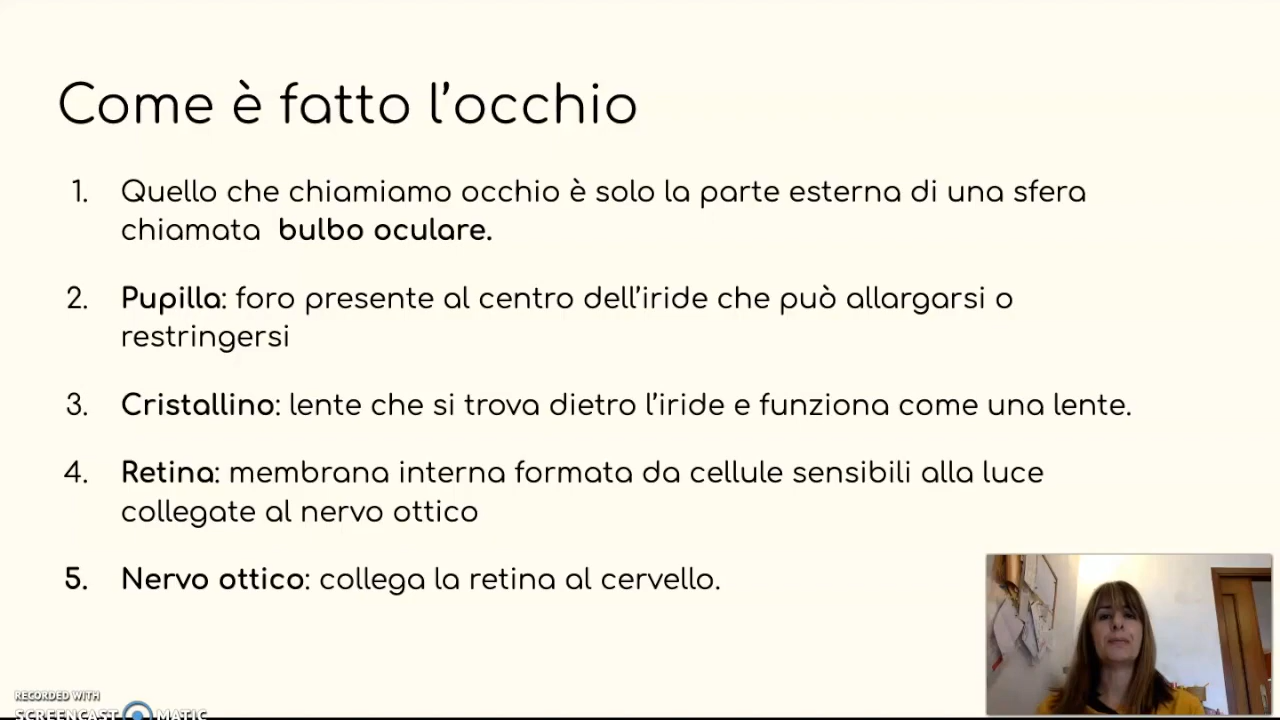 Come è fatto l'occhio
1. Quello che chiamiamo occhio è solo la parte esterna di una sfera
chiamata bulbo oculare.
2. Pupilla: foro presente al centro dell'iride che può allargarsi o
restringersi
3. Cristallino: lente che si trova dietro l'iride e funziona come una lente.
4. Retina: membrana interna formata da cellule sensibili alla luce
collegate al nervo ottico
5. Nervo ottico: collega la retina al cervello.
RECORDED WITH
SCREENCAST MATIC